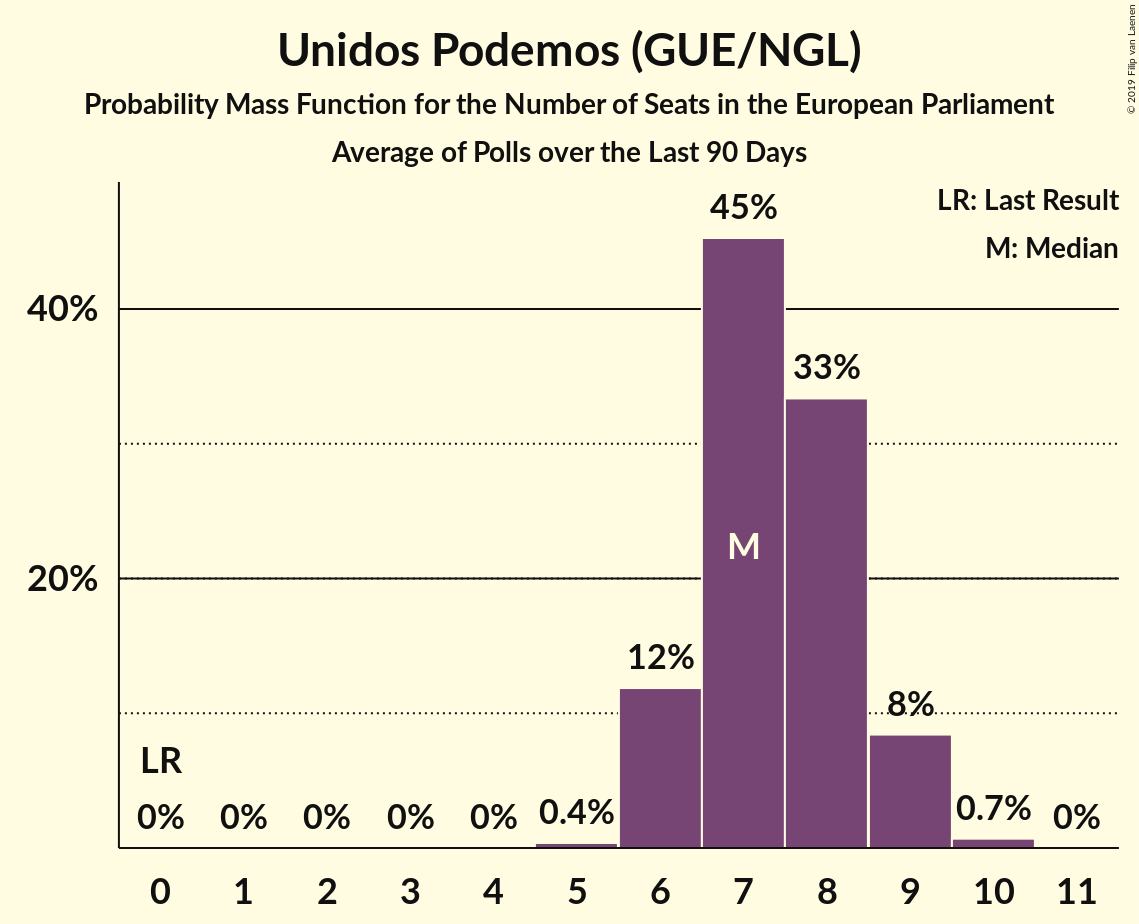 Unidos Podemos (GUE/NGL)
Probability Mass Function for the Number of Seats in the European Parliament
Average of Polls over the Last 90 Days
© 2019 Filip van Laenen
LR: Last Result
M: Median
45%
40%
33%
M
20%
12%
8%
LR
0% 0% 0% 0% 0% 0.4% 0.7% 0%
0 1 2 3 4 5 6 7 8 9 10 11